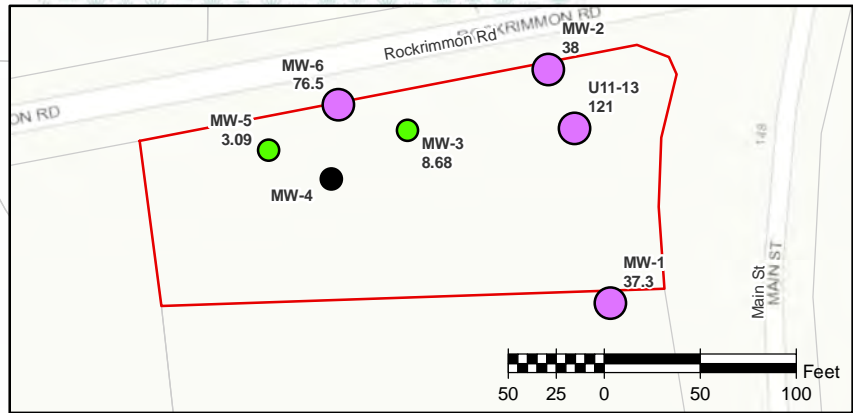 ROCKRIMMON RD
Rockrimmon Rd
MW-2
38
MW-6
76.5
U11-13
121
ON RD
MW-5
3.09
MW-3
8.68
148
MW-4
MW-1
37.3
Main St
MAIN ST
Feet
50 25 0 50 100